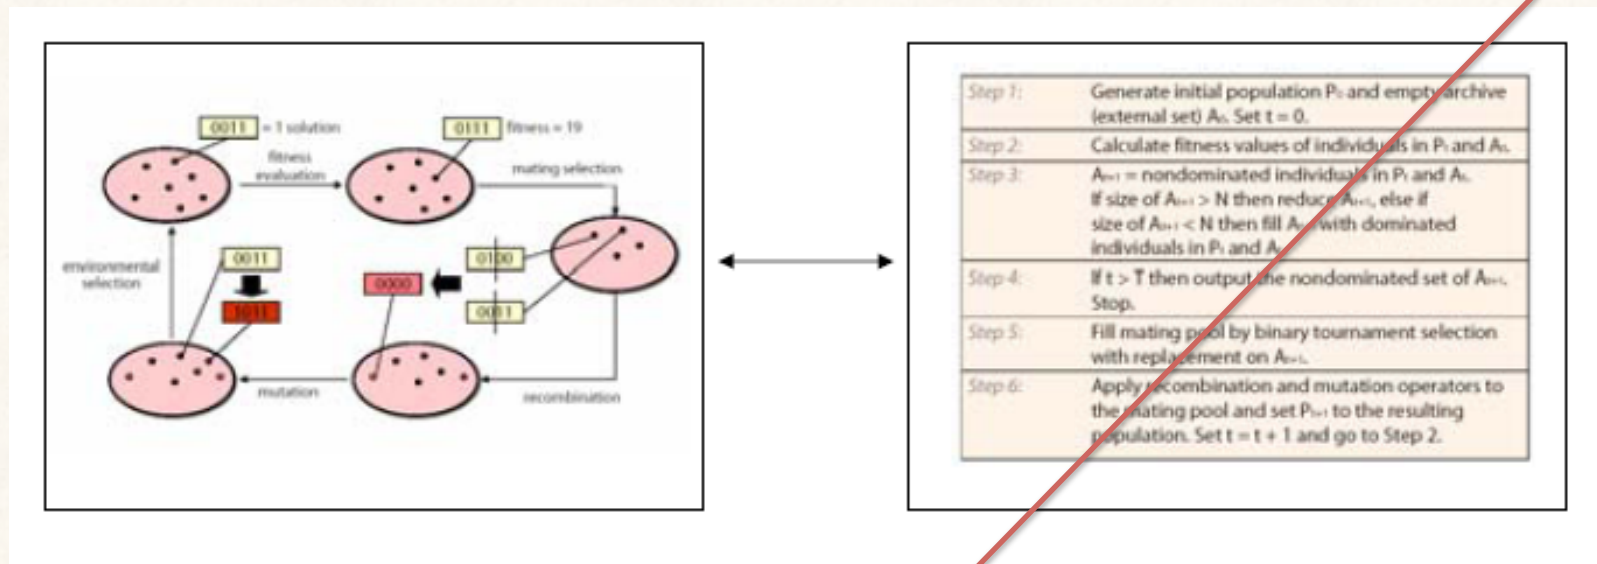 0011 = 1 solution
0111 fitness = 19
fitness
evaluation
mating selection
environmental
selection
0011
1011
0000
0100
0011
mutation
recombination
Step 1: Generate initial population P₀ and empty archive
(external set) A₀. Set t = 0.
Step 2: Calculate fitness values of individuals in Pₜ and Aₜ.
Step 3: Aₜ₊₁ = nondominated individuals in Pₜ and Aₜ.
If size of Aₜ₊₁ > N then reduce Aₜ₊₁, else if
size of Aₜ₊₁ < N then fill Aₜ₊₁ with dominated
individuals in Pₜ and Aₜ.
Step 4: If t > T then output the nondominated set of Aₜ₊₁.
Stop.
Step 5: Fill mating pool by binary tournament selection
with replacement on Aₜ₊₁.
Step 6: Apply recombination and mutation operators to
the mating pool and set Pₜ₊₁ to the resulting
population. Set t = t + 1 and go to Step 2.